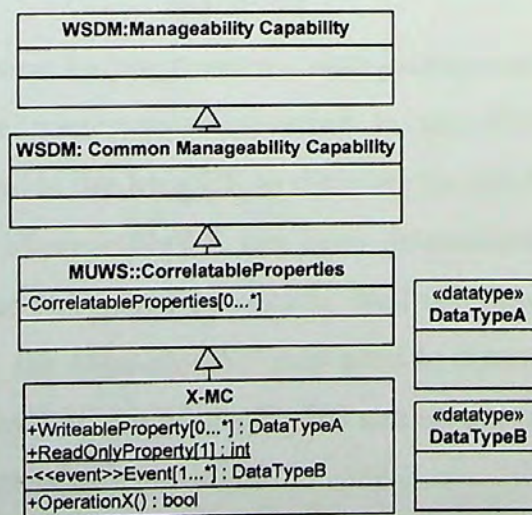 WSDM:Manageability Capability
WSDM: Common Manageability Capability
MUWS::CorrelatableProperties
-CorrelatableProperties[0...*]
X-MC
+WriteableProperty[0...*] : DataTypeA
+ReadOnlyProperty[1] : int
-<<event>>Event[1...*] : DataTypeB
+OperationX() : bool
«datatype»
DataTypeA
«datatype»
DataTypeB